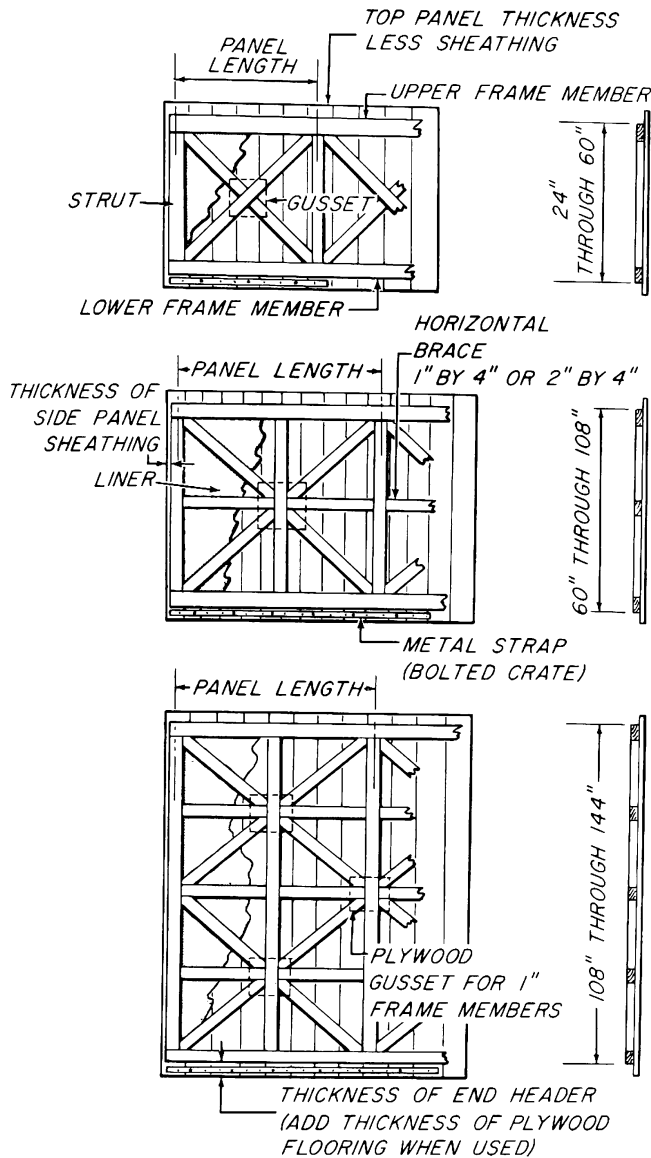 TOP PANEL THICKNESS
LESS SHEATHING
PANEL
LENGTH
UPPER FRAME MEMBER
STRUT
GUSSET
24"
THROUGH 60"
LOWER FRAME MEMBER
HORIZONTAL
BRACE
1" BY 4" OR 2" BY 4"
PANEL LENGTH
THICKNESS OF
SIDE PANEL
SHEATHING
LINER
60" THROUGH 108"
METAL STRAP
(BOLTED CRATE)
PANEL LENGTH
108" THROUGH 144"
PLYWOOD
GUSSET FOR 1"
FRAME MEMBERS
THICKNESS OF END HEADER
(ADD THICKNESS OF PLYWOOD
FLOORING WHEN USED)